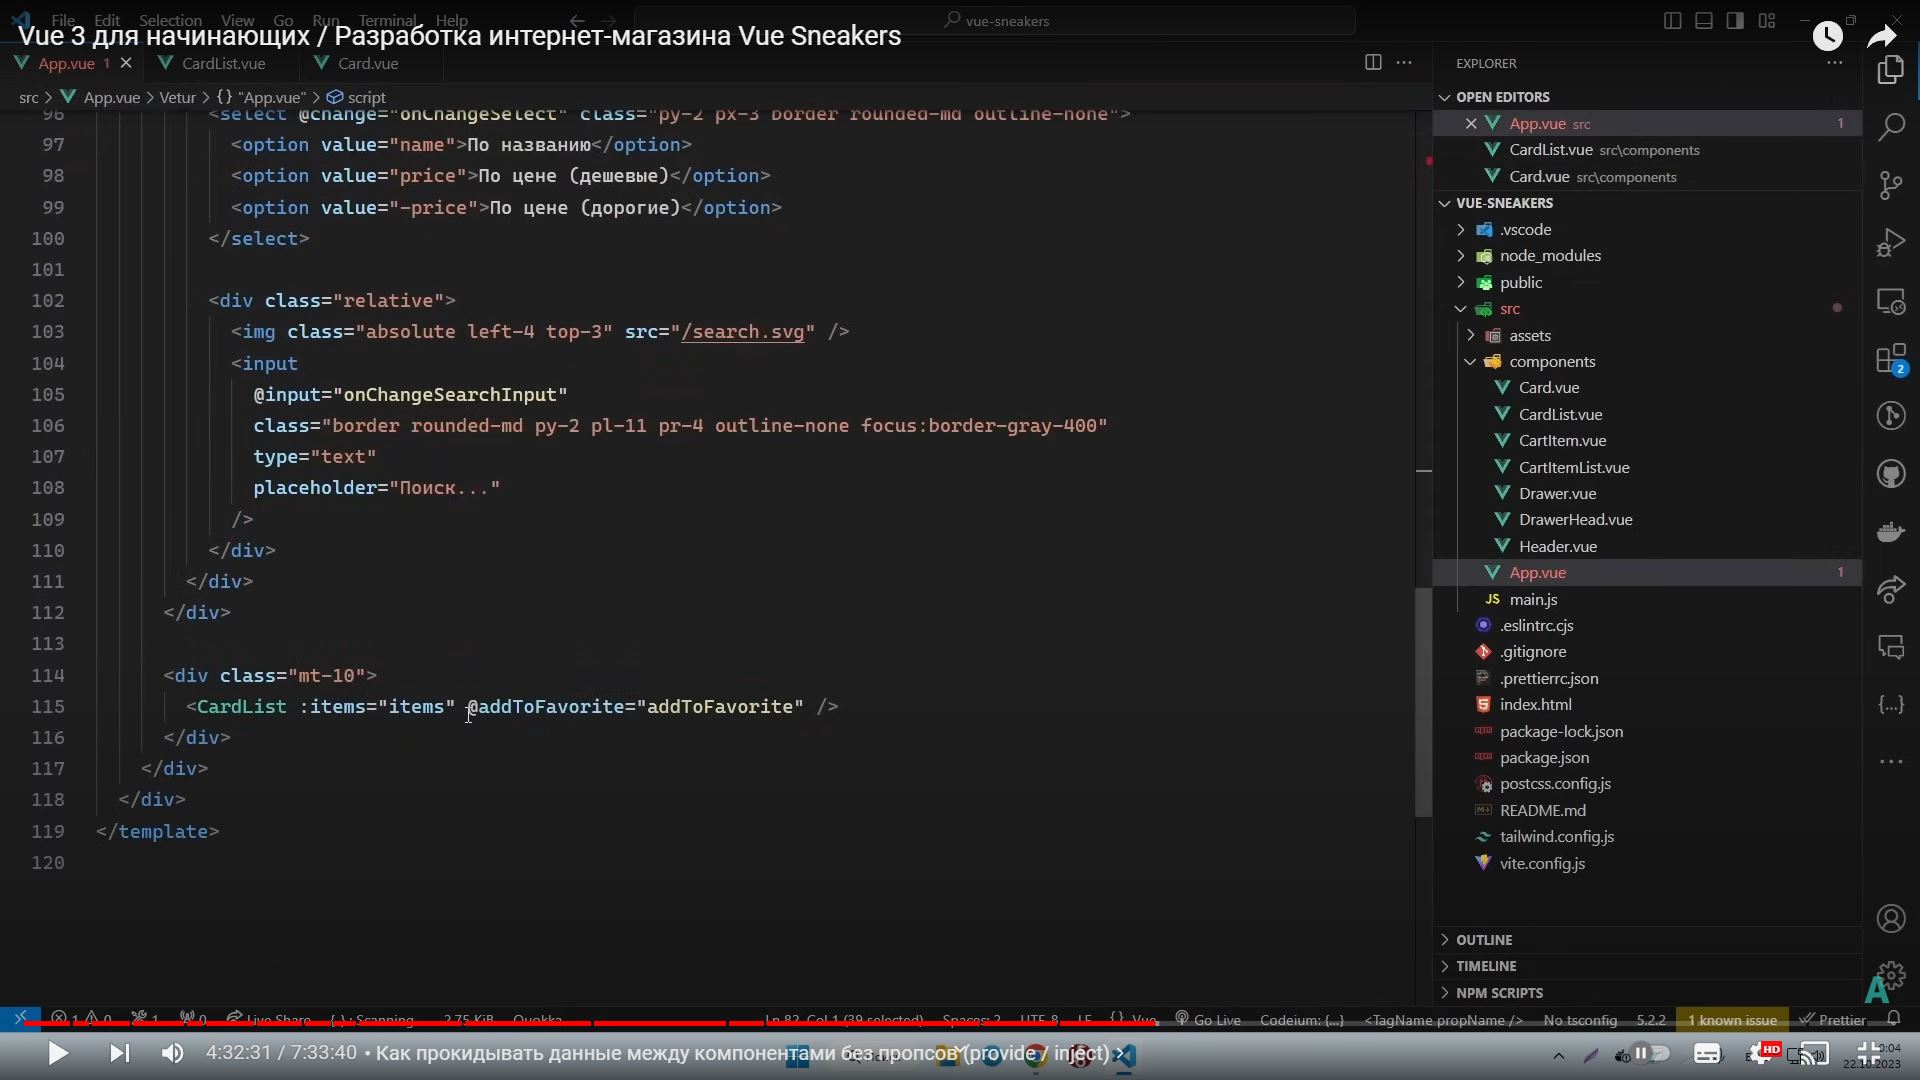 File Edit Selection View Go Run Terminal Help
vue-sneakers
Vue 3 для начинающих / Разработка интернет-магазина Vue Sneakers
App.vue 1
CardList.vue
Card.vue
src > App.vue > Vetur > {} "App.vue" > script
96 <select @change="onChangeSelect" class="py-2 px-3 border rounded-md outline-none">
97 <option value="name">По названию</option>
98 <option value="price">По цене (дешевые)</option>
99 <option value="-price">По цене (дорогие)</option>
100 </select>
101
102 <div class="relative">
103 <img class="absolute left-4 top-3" src="/search.svg" />
104 <input
105 @input="onChangeSearchInput"
106 class="border rounded-md py-2 pl-11 pr-4 outline-none focus:border-gray-400"
107 type="text"
108 placeholder="Поиск..."
109 />
110 </div>
111 </div>
112 </div>
113
114 <div class="mt-10">
115 <CardList :items="items" @addToFavorite="addToFavorite" />
116 </div>
117 </div>
118 </div>
119 </template>
120
EXPLORER
OPEN EDITORS
App.vue src 1
CardList.vue src\components
Card.vue src\components
VUE-SNEAKERS
.vscode
node_modules
public
src
assets
components
Card.vue
CardList.vue
CartItem.vue
CartItemList.vue
Drawer.vue
DrawerHead.vue
Header.vue
App.vue 1
JS main.js
.eslintrc.cjs
.gitignore
.prettierrc.json
index.html
package-lock.json
package.json
postcss.config.js
README.md
tailwind.config.js
vite.config.js
OUTLINE
TIMELINE
NPM SCRIPTS
2
{...}
A
1 0 1 0 Live Share {..} : Scanning.. 2.75 KiB Quokka Ln 82, Col 1 (39 selected) Spaces: 2 UTF-8 LF {} Vue Go Live Codeium: {...} <TagName propName /> No tsconfig 5.2.2 1 known issue Prettier
4:32:31 / 7:33:40 • Как прокидывать данные между компонентами без пропсов (provide / inject)
HD
0:04
22.10.2023